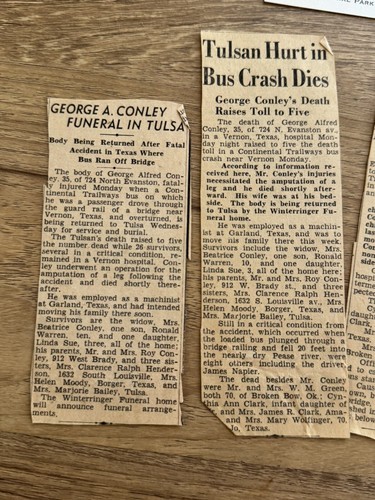 GEORGE A. CONLEY
FUNERAL IN TULSA
Body Being Returned After Fatal
Accident in Texas Where
Bus Ran Off Bridge
The body of George Alfred Con-
ley, 35, of 724 North Evanston, fatal-
ly injured Monday when a Con-
tinental Trailways bus on which
he was a passenger drove through
the guard rail of a bridge near
Vernon, Texas, and overturned, is
being returned to Tulsa Wednes-
day for service and burial.
The Tulsan's death raised to five
the number dead while 26 survivors,
several in a critical condition, re-
mained in a Vernon hospital. Con-
ley underwent an operation for the
amputation of a leg following the
accident and died shortly there-
after.
He was employed as a machinist
at Garland, Texas, and had intended
moving his family there soon.
Survivors are the widow, Mrs.
Beatrice Conley, one son, Ronald
Warren, ten, and one daughter,
Linda Sue, three, all of the home;
his parents, Mr. and Mrs. Roy Con-
ley, 912 West Brady, and three sis-
ters, Mrs. Clarence Ralph Hender-
son, 1632 South Louisville, Mrs.
Helen Moody, Borger, Texas, and
Mrs. Marjorie Bailey, Tulsa.
The Winterringer Funeral home
will announce funeral arrange-
ments.
Tulsan Hurt in
Bus Crash Dies
George Conley's Death
Raises Toll to Five
The death of George Alfred
Conley, 35, of 724 N. Evanston av.,
in a Vernon, Texas, hospital Mon-
day night raised to five the death
toll in a Continental Trailways bus
crash near Vernon Monday.
According to information re-
ceived here, Mr. Conley's injuries
necessitated the amputation of a
leg and he died shortly after-
ward. His wife was at his bed-
side. The body is being returned
to Tulsa by the Winterringer Fu-
neral home.
He was employed as a machin-
ist at Garland, Texas, and was to
move his family there this week.
Survivors include the widow, Mrs.
Beatrice Conley, one son, Ronald
Warren, 10, and one daughter,
Linda Sue, 3, all of the home here;
his parents, Mr. and Mrs. Roy Con-
ley, 912 W. Brady st., and three
sisters, Mrs. Clarence Ralph Hen-
derson, 1632 S. Louisville av., Mrs.
Helen Moody, Borger, Texas, and
Mrs. Marjorie Bailey, Tulsa.
Still in a critical condition from
the accident, which occurred when
the loaded bus plunged through a
bridge railing and fell 20 feet into
the nearly dry Pease river, were
eight others including the driver,
James Napier.
The dead besides Mr. Conley
were Mr. and Mrs. W. M. Green,
both 70, of Broken Bow, Ok.; Cyn-
thia Ann Clark, infant daughter of
and Mrs. James R. Clark, Ama-
and Mrs. Mary Wolfinger, 70,
lo, Texas.